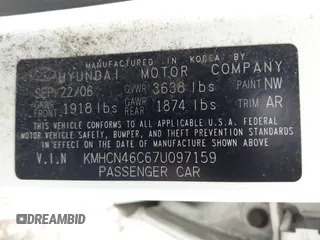 MANUFACTURED IN KOREA BY
HYUNDAI MOTOR COMPANY
SEP/22/06 GVWR 3638 lbs PAINT NW
GAWR FRONT 1918 lbs GAWR REAR 1874 lbs TRIM AR
THIS VEHICLE CONFORMS TO ALL APPLICABLE U.S. FEDERAL
MOTOR VEHICLE SAFETY, BUMPER, AND THEFT PREVENTION
STANDARDS IN EFFECT ON THE DATE OF MANUFACTURE SHOWN ABOVE.
V.I.N KMHCN46C67U097159
PASSENGER CAR
IDRIVEANDBID